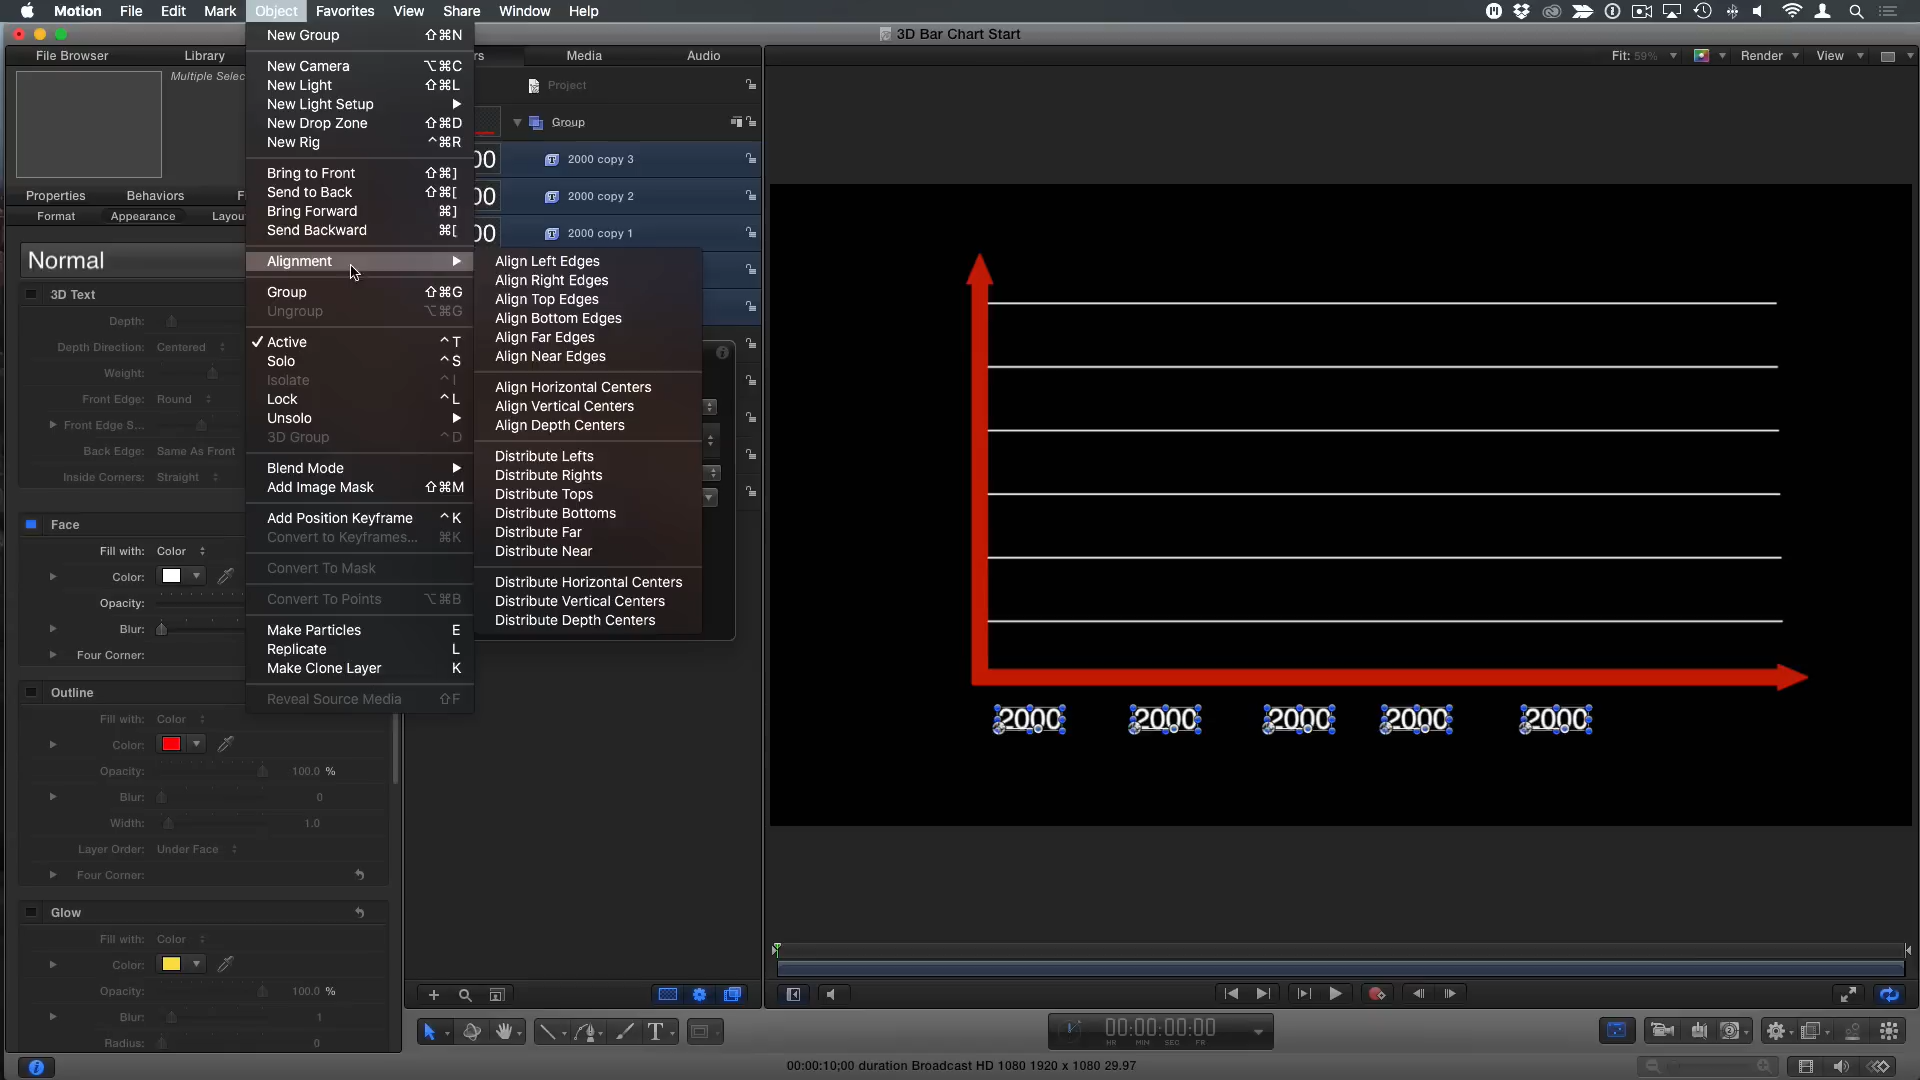 Motion File Edit Mark Object Favorites View Share Window Help
3D Bar Chart Start
File Browser Library
Media Audio
Fit: 59% Render View
Multiple Selec
Properties Behaviors F
Format Appearance Layou
Normal
3D Text
Depth:
Depth Direction: Centered
Weight:
Front Edge: Round
Front Edge S...
Back Edge: Same As Front
Inside Corners: Straight
Face
Fill with: Color
Color:
Opacity:
Blur:
Four Corner:
Outline
Fill with: Color
Color:
Opacity: 100.0 %
Blur: 0
Width: 1.0
Layer Order: Under Face
Four Corner:
Glow
Fill with: Color
Color:
Opacity: 100.0 %
Blur: 1
Radius: 0
New Group ⇧⌘N
New Camera ⌥⌘C
New Light ⇧⌘L
New Light Setup
New Drop Zone ⇧⌘D
New Rig ^⌘R
Bring to Front ⇧⌘]
Send to Back ⇧⌘[
Bring Forward ⌘]
Send Backward ⌘[
Alignment
Group ⇧⌘G
Ungroup ⌥⌘G
✓ Active ^T
Solo ^S
Isolate ^I
Lock ^L
Unsolo
3D Group ^D
Blend Mode
Add Image Mask ⇧⌘M
Add Position Keyframe ^K
Convert to Keyframes... ⌘K
Convert To Mask
Convert To Points ⌥⌘B
Make Particles E
Replicate L
Make Clone Layer K
Reveal Source Media ⇧F
Align Left Edges
Align Right Edges
Align Top Edges
Align Bottom Edges
Align Far Edges
Align Near Edges
Align Horizontal Centers
Align Vertical Centers
Align Depth Centers
Distribute Lefts
Distribute Rights
Distribute Tops
Distribute Bottoms
Distribute Far
Distribute Near
Distribute Horizontal Centers
Distribute Vertical Centers
Distribute Depth Centers
Project
Group
2000 copy 3
2000 copy 2
2000 copy 1
2000 2000 2000 2000 2000
00:00:00:00
HR MIN SEC FR
00:00:10;00 duration Broadcast HD 1080 1920 x 1080 29.97